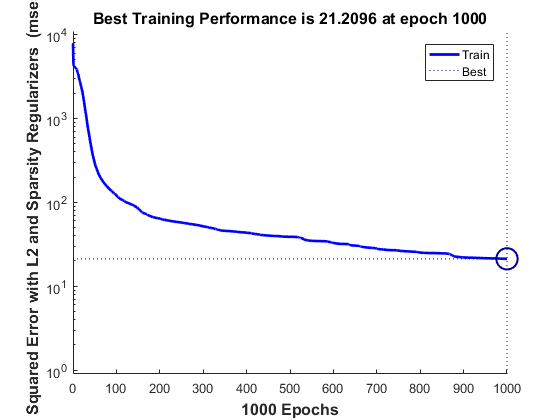 Best Training Performance is 21.2096 at epoch 1000
Squared Error with L2 and Sparsity Regularizers (mse
10^4
10^3
10^2
10^1
10^0
Train
Best
0 100 200 300 400 500 600 700 800 900 1000
1000 Epochs